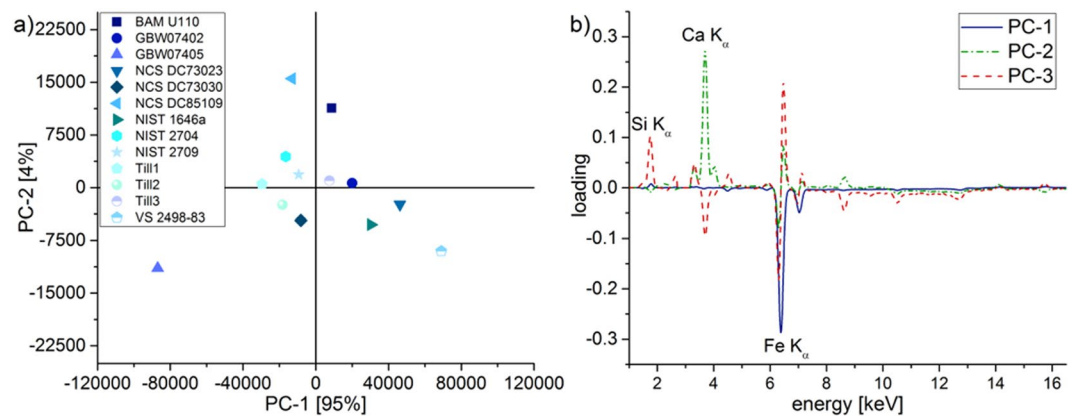 a)
22500
15000
7500
0
-7500
-15000
-22500
PC-2 [4%]
BAM U110
GBW07402
GBW07405
NCS DC73023
NCS DC73030
NCS DC85109
NIST 1646a
NIST 2704
NIST 2709
Till1
Till2
Till3
VS 2498-83
-120000 -80000 -40000 0 40000 80000 120000
PC-1 [95%]
b)
0.3
0.2
0.1
0.0
-0.1
-0.2
-0.3
loading
Ca Kα
Si Kα
Fe Kα
PC-1
PC-2
PC-3
2 4 6 8 10 12 14 16
energy [keV]